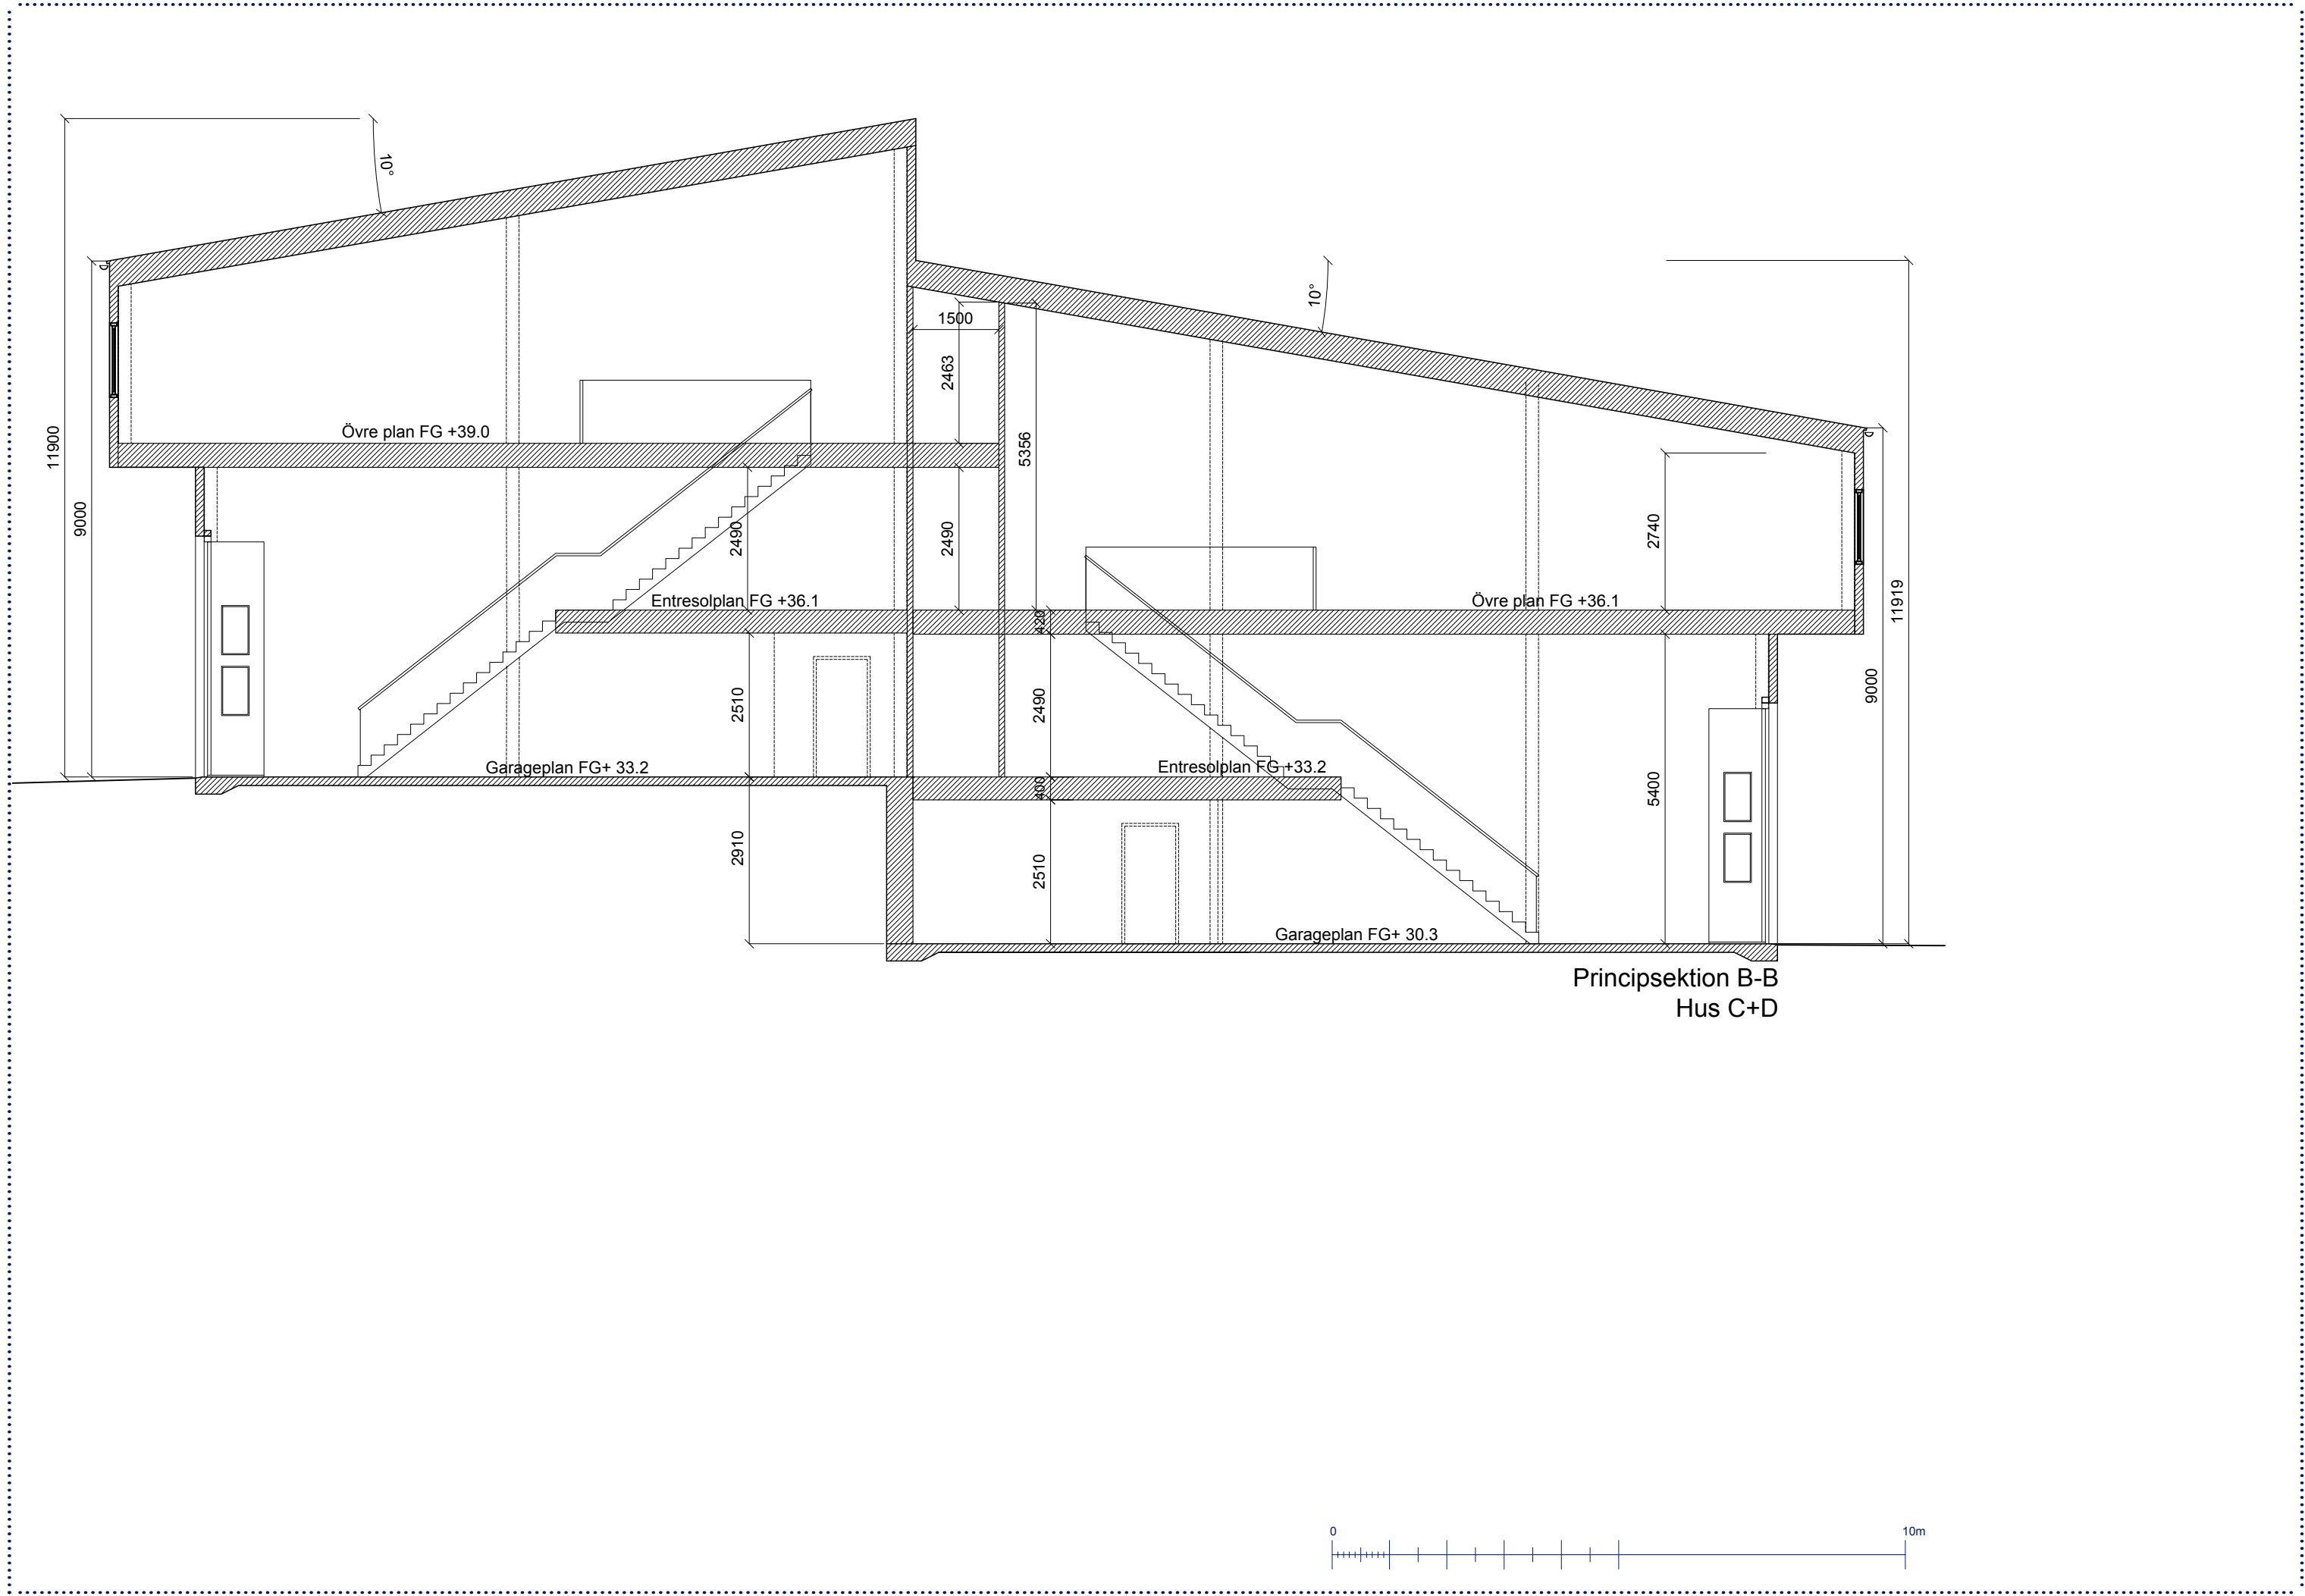 10°
10°
1500
2463
11900
Övre plan FG +39.0
5356
9000
2490
2490
2740
11919
Entresolplan FG +36.1
420
Övre plan FG +36.1
2510
2490
9000
Garageplan FG+ 33.2
Entresolplan FG +33.2
400
5400
2910
2510
Garageplan FG+ 30.3
Principsektion B-B
Hus C+D
0
10m